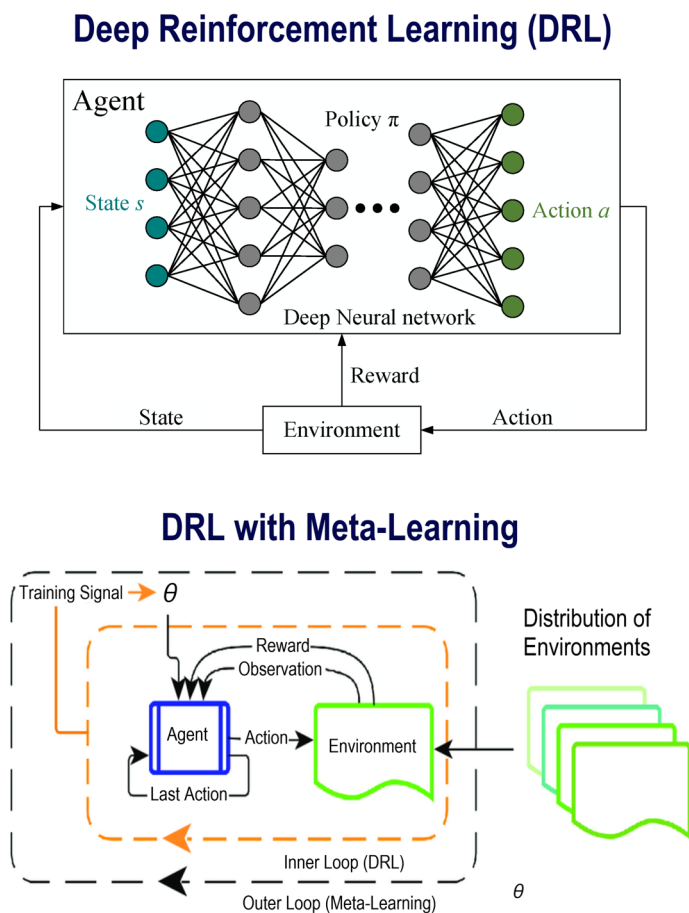 Deep Reinforcement Learning (DRL)
Agent
Policy π
State s
Action a
Deep Neural network
Reward
State
Environment
Action
DRL with Meta-Learning
Training Signal
θ
Distribution of
Environments
Reward
Observation
Agent
Action
Environment
Last Action
Inner Loop (DRL)
Outer Loop (Meta-Learning)
θ